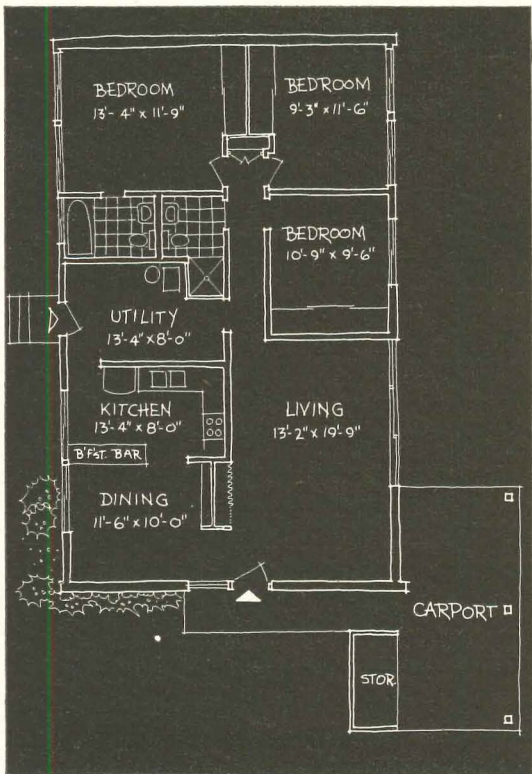 BEDROOM
13'-4" x 11'-9"
BEDROOM
9'-3" x 11'-6"
BEDROOM
10'-9" x 9'-6"
UTILITY
13'-4" x 8'-0"
KITCHEN
13'-4" x 8'-0"
LIVING
13'-2" x 19'-9"
B'F'ST. BAR
DINING
11'-6" x 10'-0"
CARPORT
STOR.